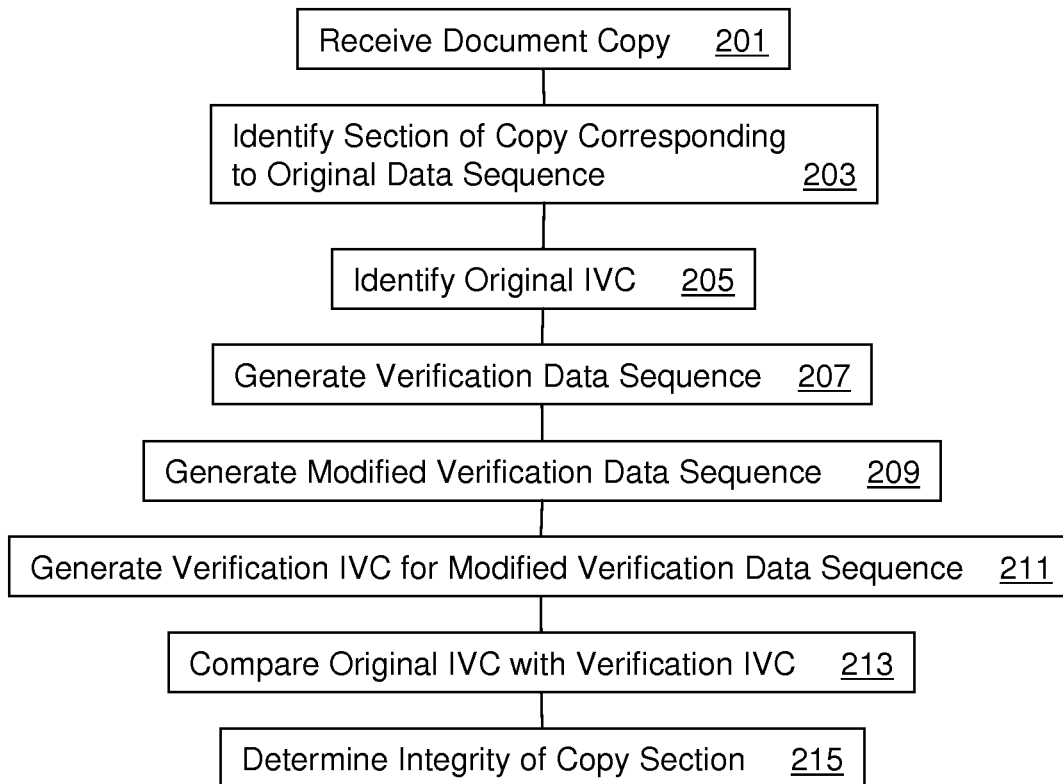 Receive Document Copy 201
Identify Section of Copy Corresponding
to Original Data Sequence 203
Identify Original IVC 205
Generate Verification Data Sequence 207
Generate Modified Verification Data Sequence 209
Generate Verification IVC for Modified Verification Data Sequence 211
Compare Original IVC with Verification IVC 213
Determine Integrity of Copy Section 215